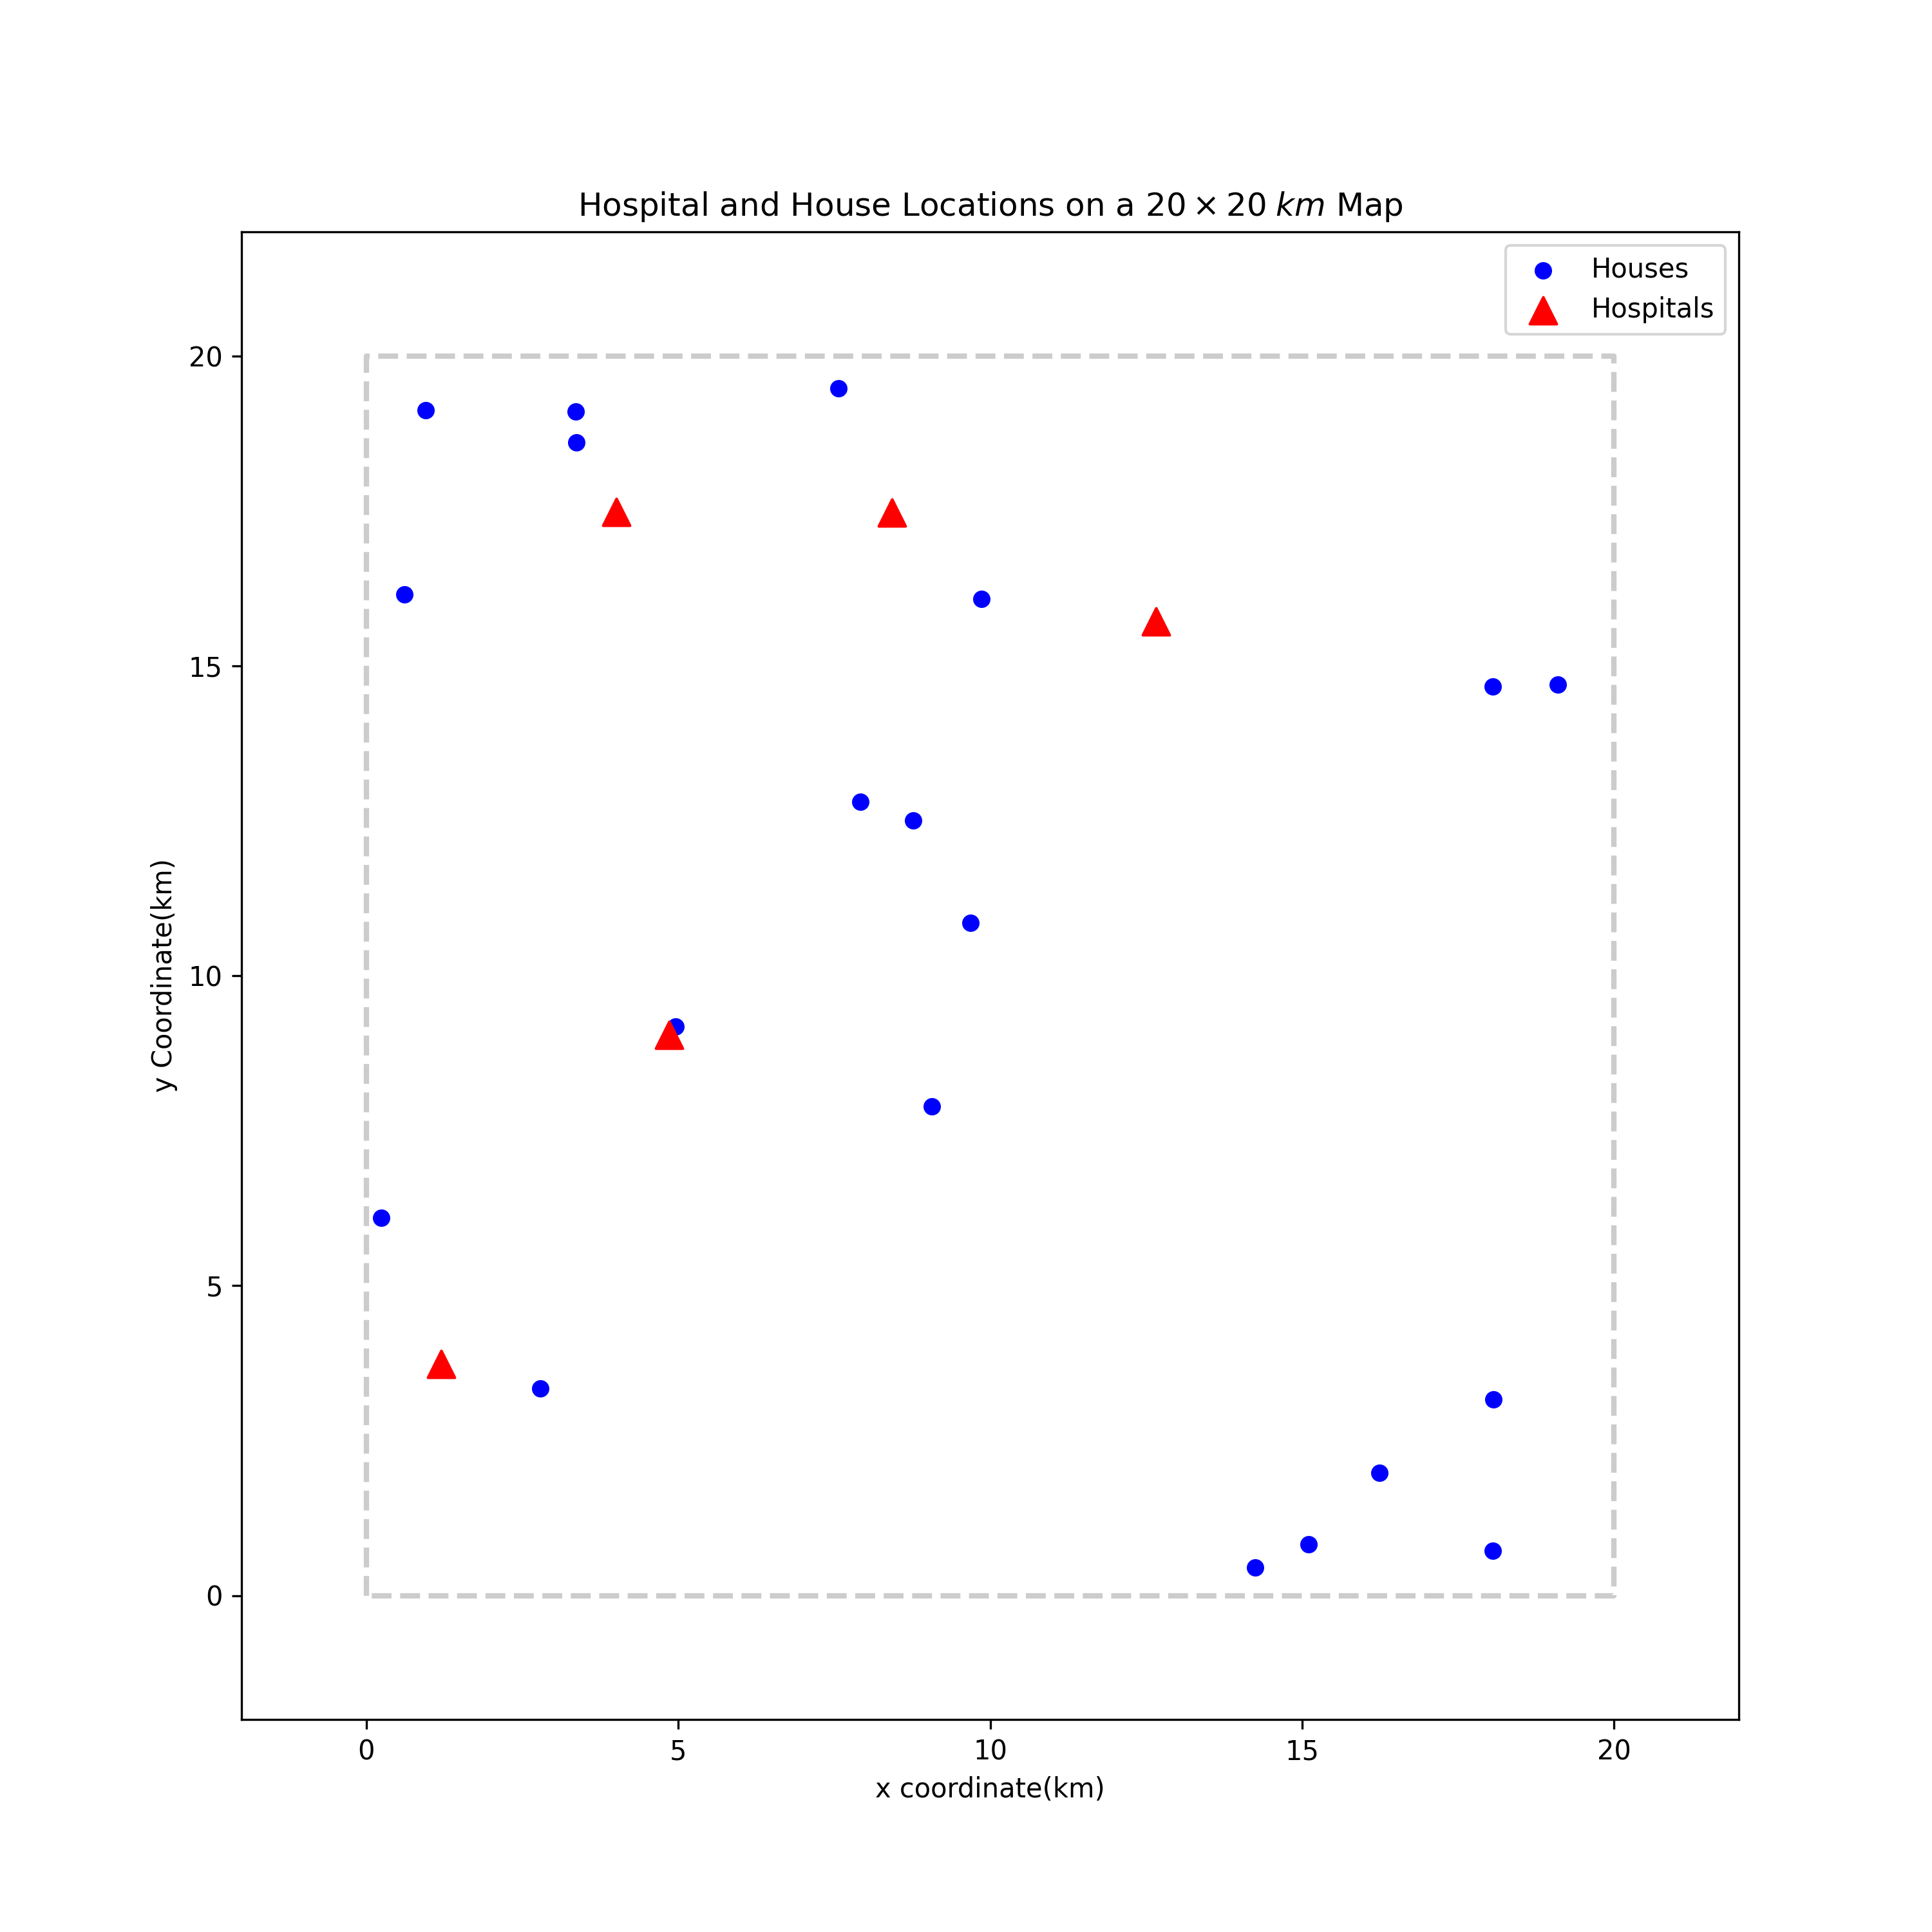 Hospital and House Locations on a 20 × 20 km Map
Houses
Hospitals
20
15
10
5
0
y Coordinate(km)
0 5 10 15 20
x coordinate(km)